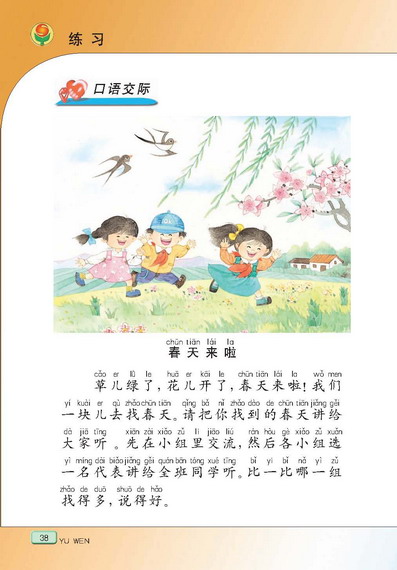 练习
口语交际
chūn tiān lái la
春天来啦
cǎo er lǜ le huā er kāi le chūn tiān lái la wǒ men
草儿绿了，花儿开了，春天来啦！我们
yí kuài er qù zhǎo chūn tiān qǐng bǎ nǐ zhǎo dào de chūn tiān jiǎng gěi
一块儿去找春天。请把你找到的春天讲给
dà jiā tīng xiān zài xiǎo zǔ lǐ jiāo liú rán hòu gè xiǎo zǔ xuǎn
大家听。先在小组里交流，然后各小组选
yì míng dài biǎo jiǎng gěi quán bān tóng xué tīng bǐ yì bǐ nǎ yì zǔ
一名代表讲给全班同学听。比一比哪一组
zhǎo de duō shuō de hǎo
找得多，说得好。
38 YU WEN